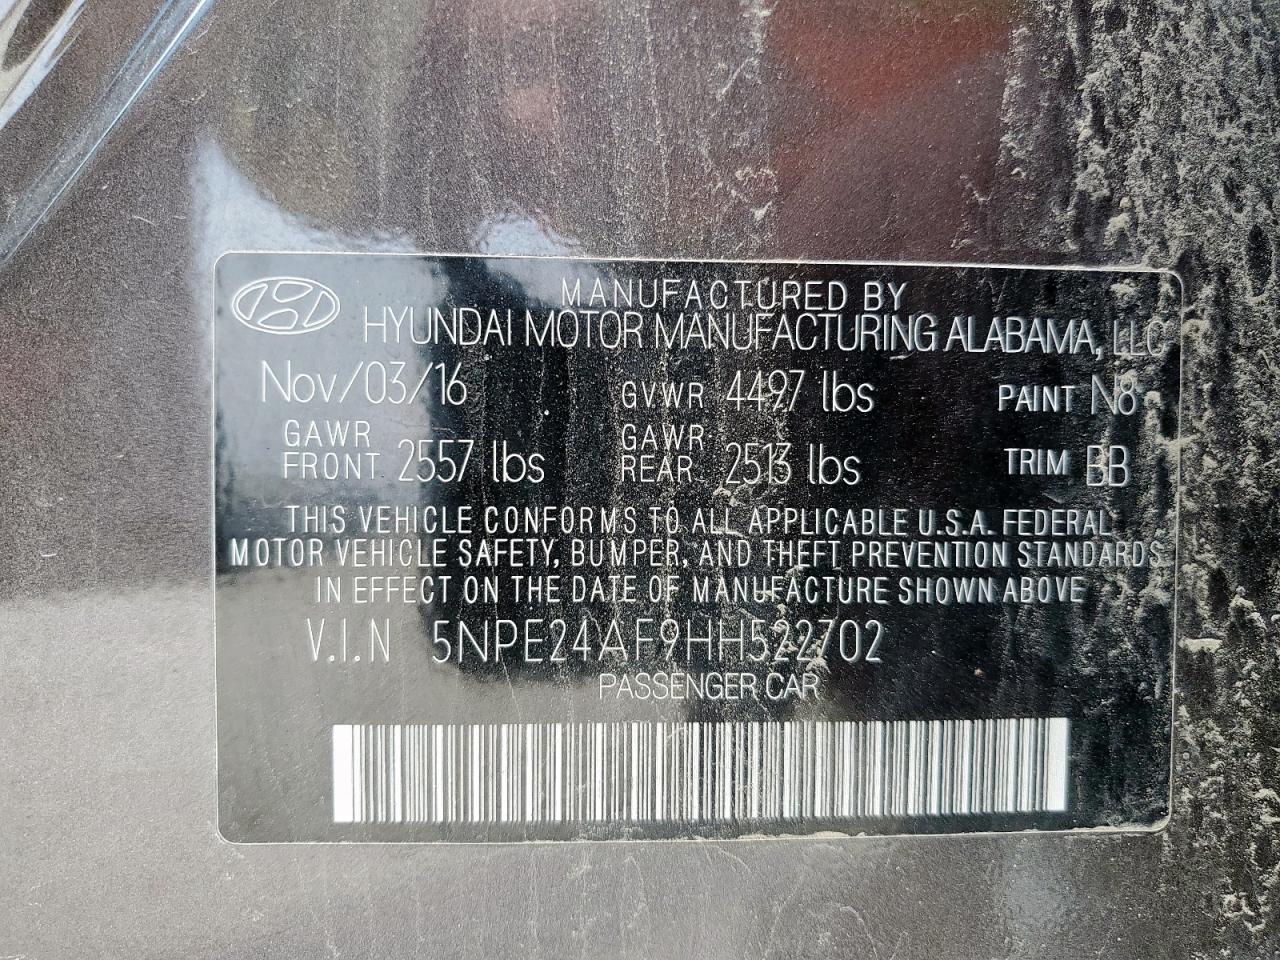 MANUFACTURED BY
HYUNDAI MOTOR MANUFACTURING ALABAMA, LLC
Nov/03/16 GVWR 4497 lbs PAINT N8
GAWR FRONT 2557 lbs GAWR REAR 2513 lbs TRIM BB
THIS VEHICLE CONFORMS TO ALL APPLICABLE U.S.A. FEDERAL
MOTOR VEHICLE SAFETY, BUMPER, AND THEFT PREVENTION STANDARDS
IN EFFECT ON THE DATE OF MANUFACTURE SHOWN ABOVE
V.I.N 5NPE24AF9HH522702
PASSENGER CAR